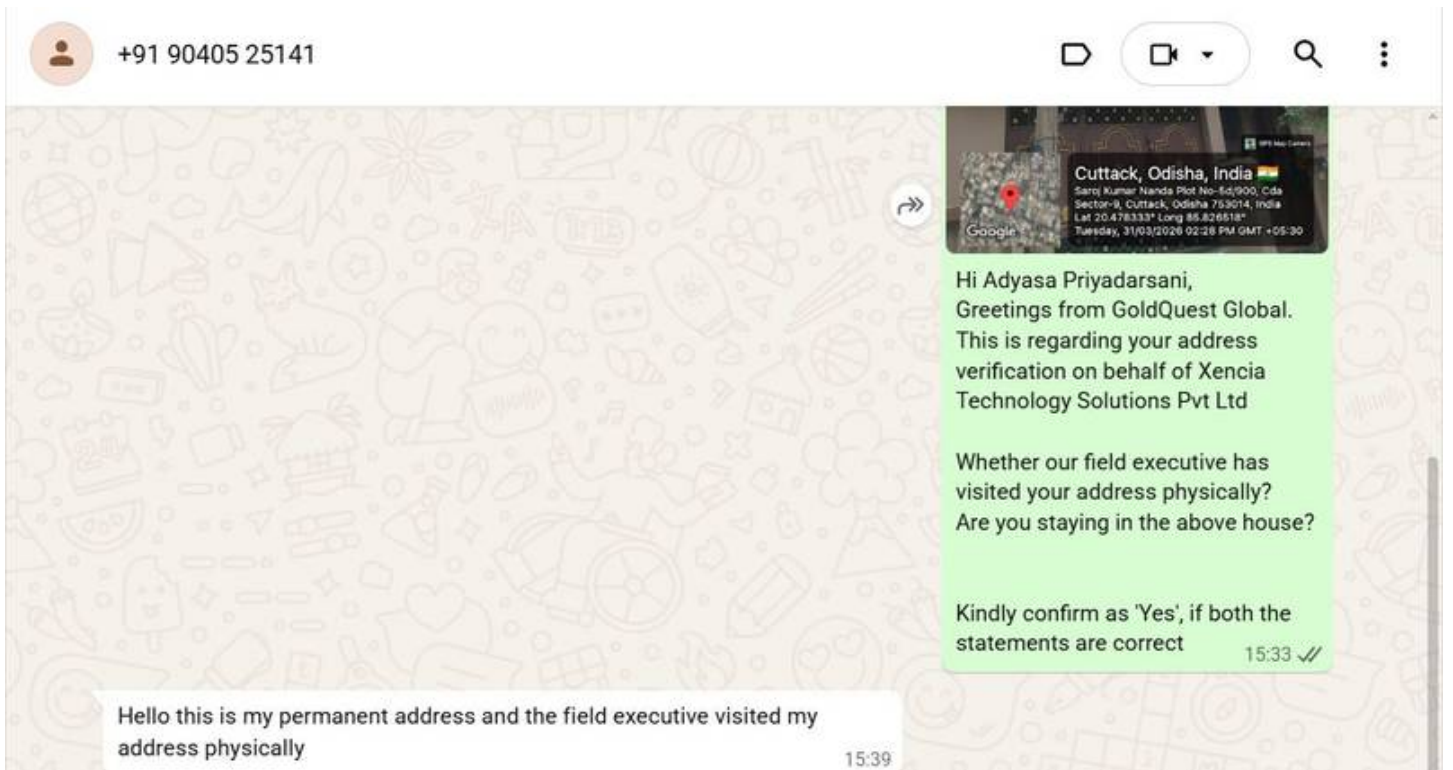 +91 90405 25141
GPS Map Camera
Cuttack, Odisha, India
Saroj Kumar Nanda Plot No-5d/900, Cda
Sector-9, Cuttack, Odisha 753014, India
Lat 20.478333° Long 85.826518°
Tuesday, 31/03/2026 02:28 PM GMT +05:30
Google
Hi Adyasa Priyadarsani,
Greetings from GoldQuest Global.
This is regarding your address
verification on behalf of Xencia
Technology Solutions Pvt Ltd
Whether our field executive has
visited your address physically?
Are you staying in the above house?
Kindly confirm as 'Yes', if both the
statements are correct
15:33
Hello this is my permanent address and the field executive visited my
address physically
15:39